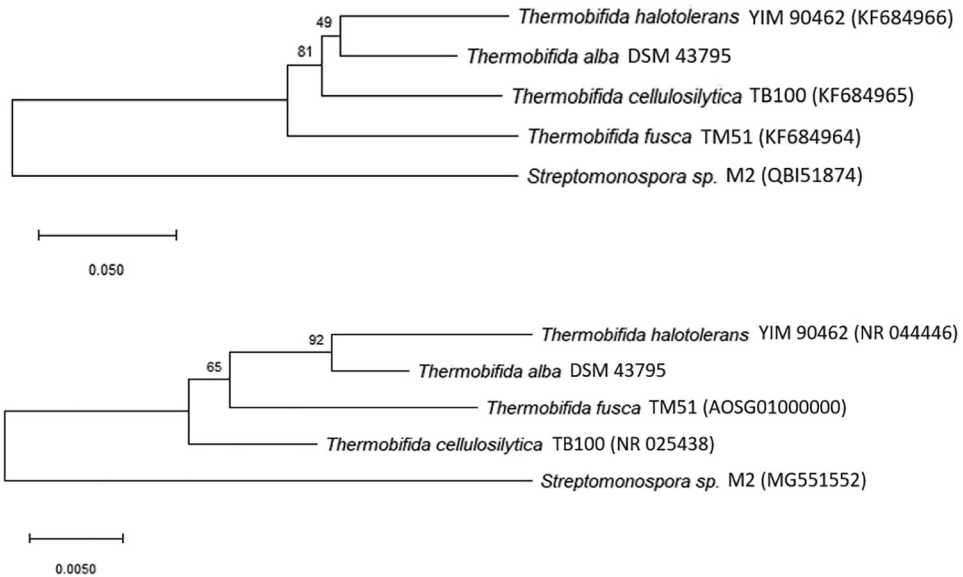 49
Thermobifida halotolerans YIM 90462 (KF684966)
81
Thermobifida alba DSM 43795
Thermobifida cellulosilytica TB100 (KF684965)
Thermobifida fusca TM51 (KF684964)
Streptomonospora sp. M2 (QBI51874)
0.050
92
Thermobifida halotolerans YIM 90462 (NR 044446)
65
Thermobifida alba DSM 43795
Thermobifida fusca TM51 (AOSG01000000)
Thermobifida cellulosilytica TB100 (NR 025438)
Streptomonospora sp. M2 (MG551552)
0.0050